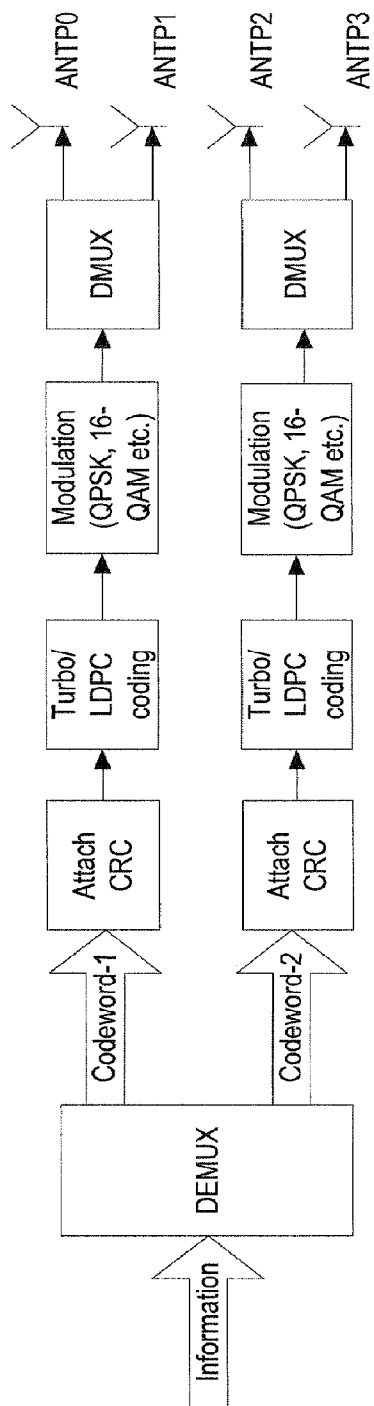 Information
DEMUX
Codeword-1
Attach
CRC
Turbo/
LDPC
coding
Modulation
(QPSK, 16-
QAM etc.)
DMUX
ANTP0
ANTP1
Codeword-2
Attach
CRC
Turbo/
LDPC
coding
Modulation
(QPSK, 16-
QAM etc.)
DMUX
ANTP2
ANTP3